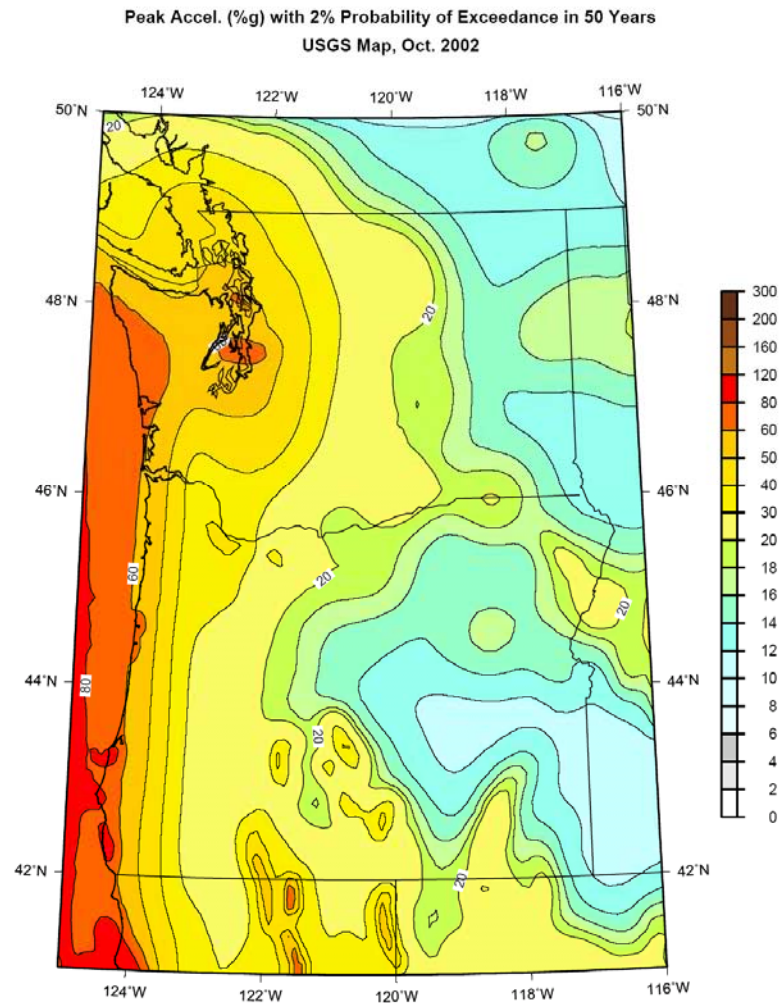 Peak Accel. (%g) with 2% Probability of Exceedance in 50 Years
USGS Map, Oct. 2002
124˚W
122˚W
120˚W
118˚W
116˚W
50˚N
50˚N
20
48˚N
48˚N
20
46˚N
46˚N
60
20
20
44˚N
44˚N
80
20
42˚N
42˚N
20
124˚W
122˚W
120˚W
118˚W
116˚W
300
200
160
120
80
60
50
40
30
20
18
16
14
12
10
8
6
4
2
0